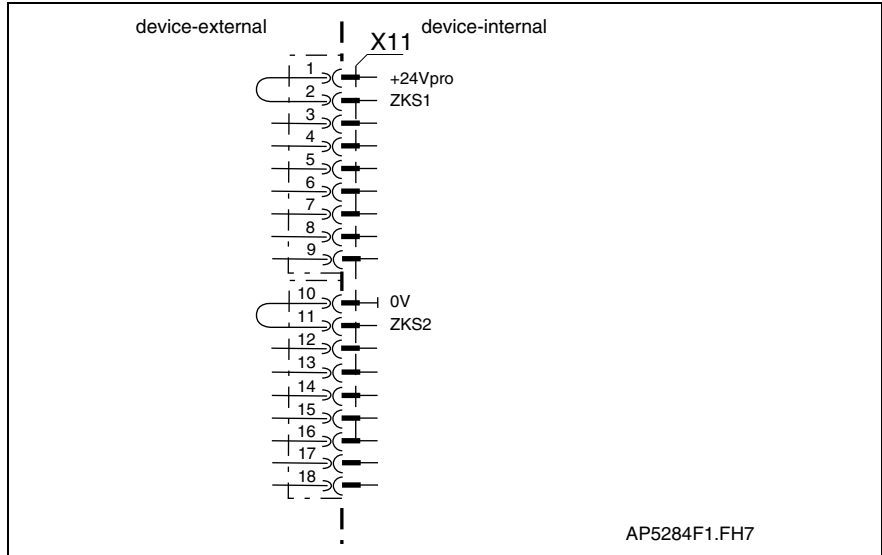 device-external
device-internal
X11
1
+24Vpro
2
ZKS1
3
4
5
6
7
8
9
10
0V
11
ZKS2
12
13
14
15
16
17
18
AP5284F1.FH7